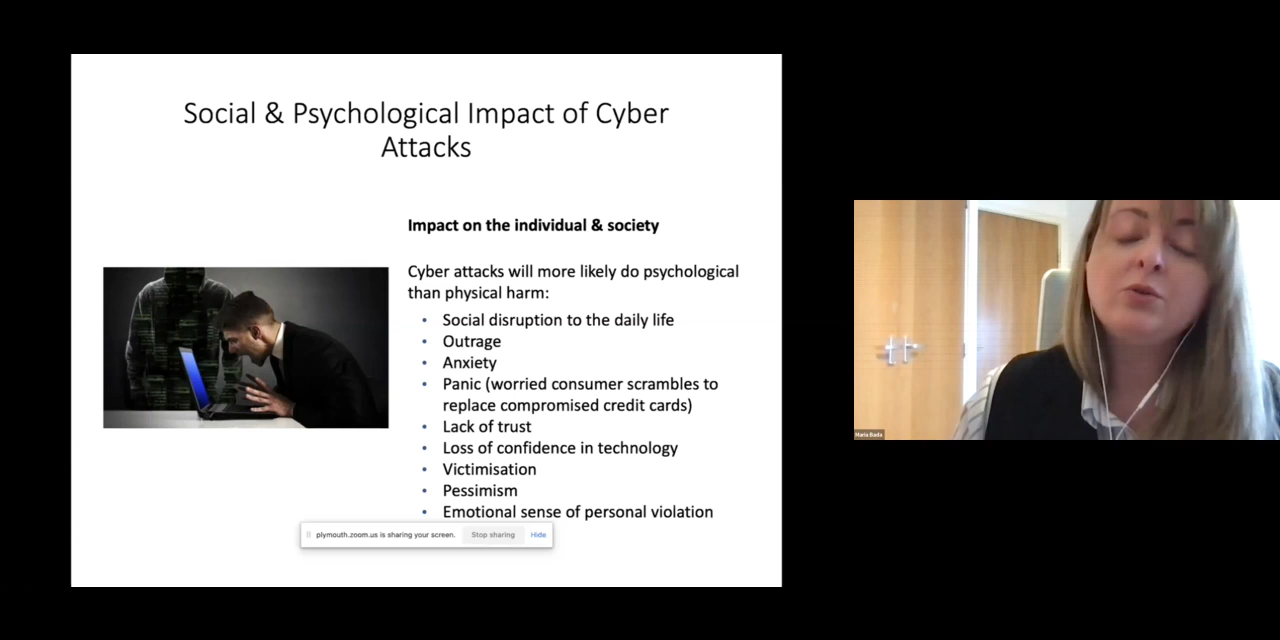 Social & Psychological Impact of Cyber
Attacks
Impact on the individual & society
Cyber attacks will more likely do psychological
than physical harm:
• Social disruption to the daily life
• Outrage
• Anxiety
• Panic (worried consumer scrambles to
replace compromised credit cards)
• Lack of trust
• Loss of confidence in technology
• Victimisation
• Pessimism
• Emotional sense of personal violation
plymouth.zoom.us is sharing your screen. Stop sharing Hide
Maria Bada